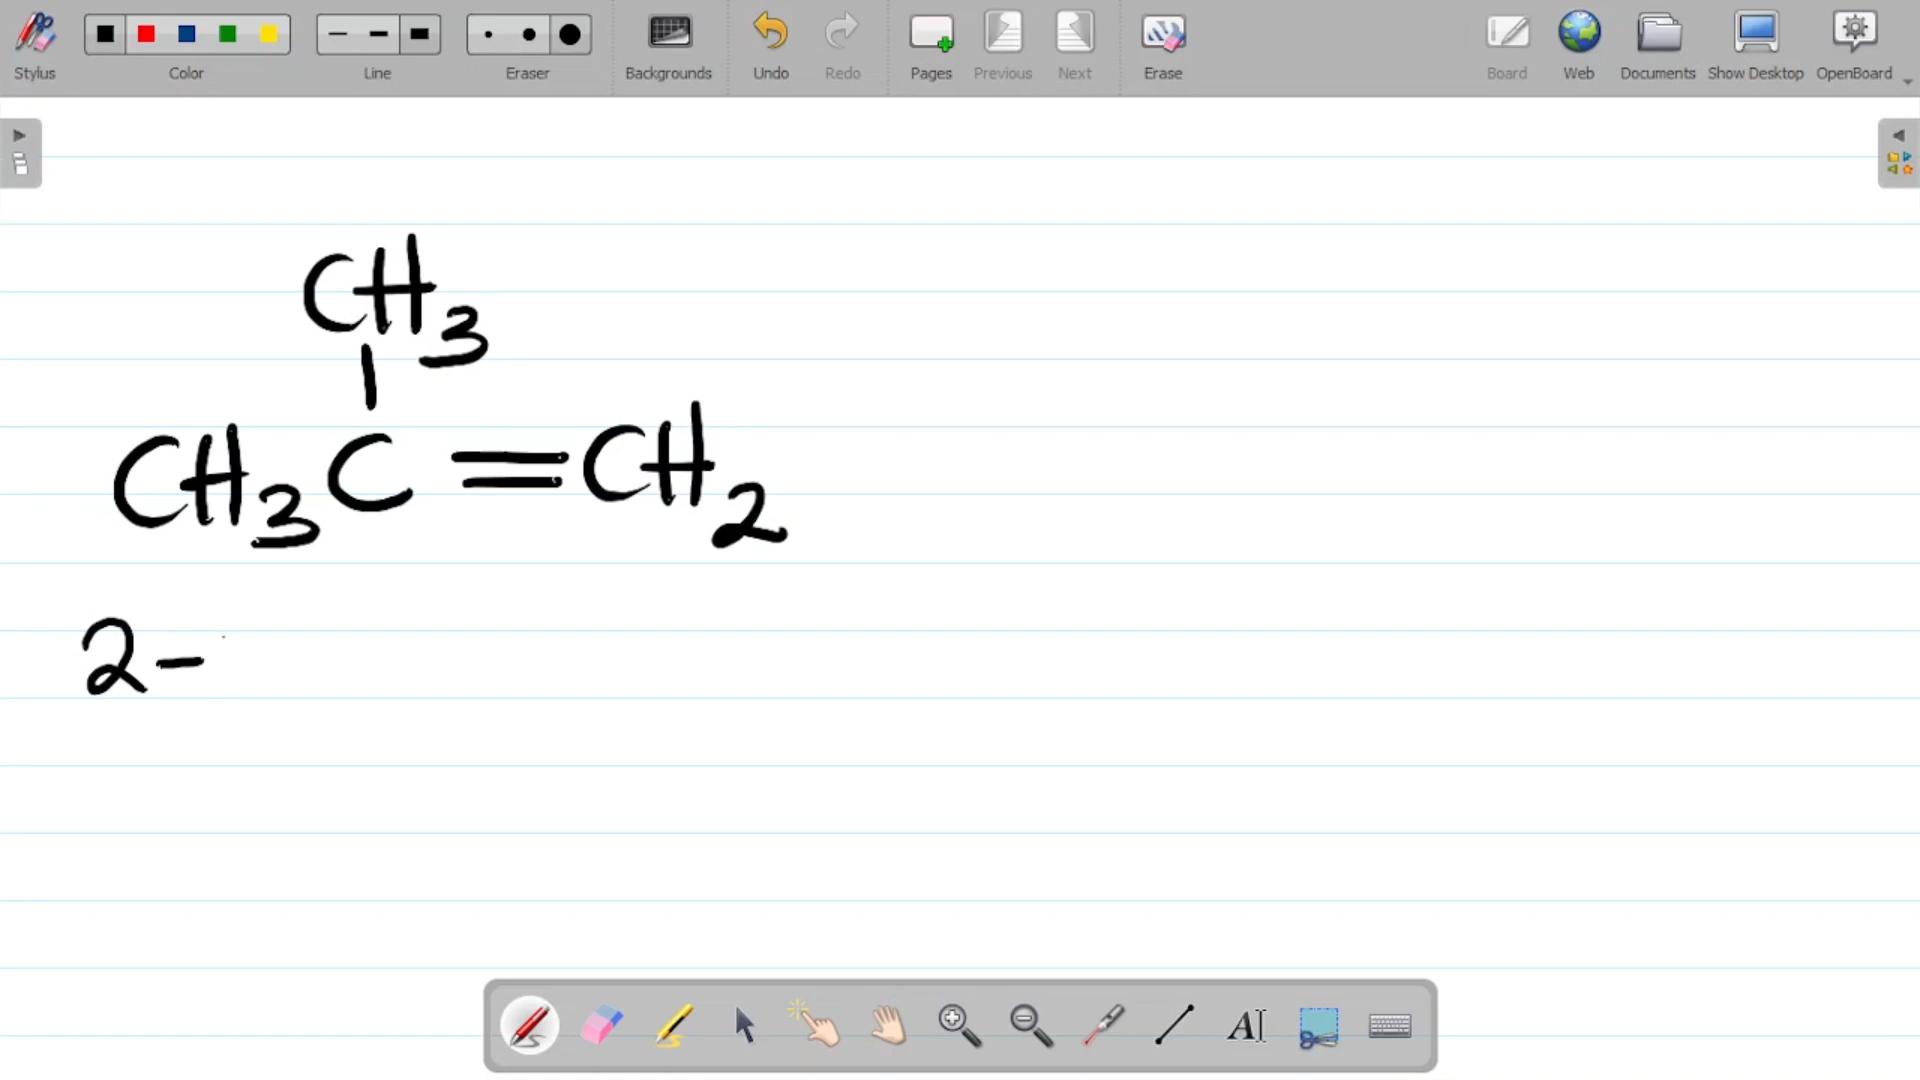 Stylus Color Line Eraser Backgrounds Undo Redo Pages Previous Next Erase Board Web Documents Show Desktop OpenBoard
CH3
CH3C=CH2
2-
AI